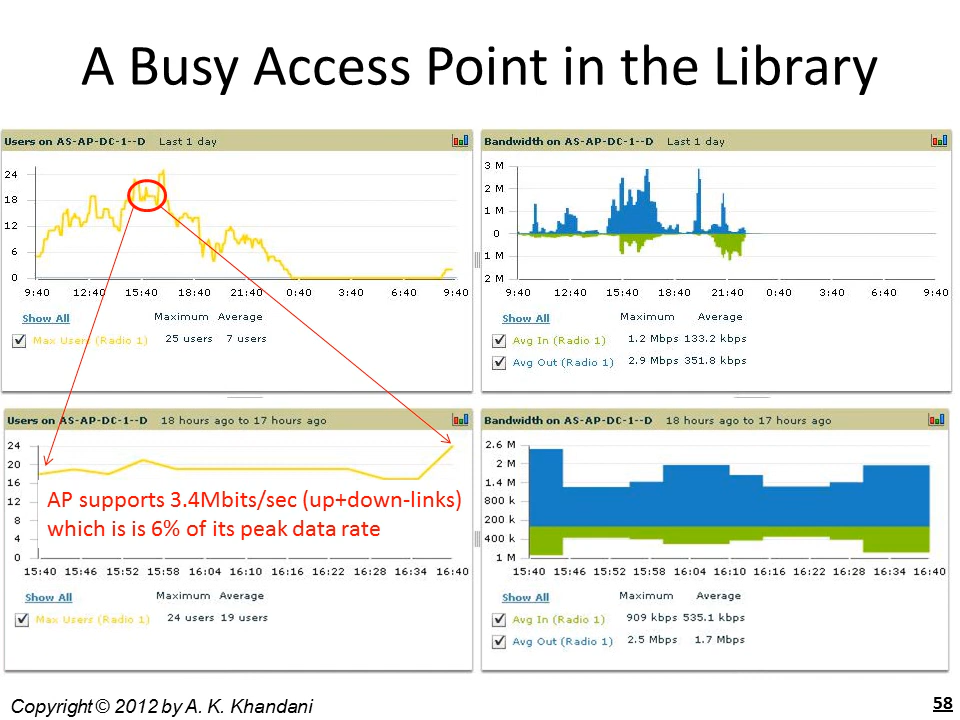 A Busy Access Point in the Library
Users on AS-AP-DC-1--D Last 1 day
24
18
12
6
0
9:40 12:40 15:40 18:40 21:40 0:40 3:40 6:40 9:40
Show All Maximum Average
Max Users (Radio 1) 25 users 7 users
Bandwidth on AS-AP-DC-1--D Last 1 day
3 M
2 M
1 M
0
1 M
2 M
9:40 12:40 15:40 18:40 21:40 0:40 3:40 6:40 9:40
Show All Maximum Average
Avg In (Radio 1) 1.2 Mbps 133.2 kbps
Avg Out (Radio 1) 2.9 Mbps 351.8 kbps
Users on AS-AP-DC-1--D 18 hours ago to 17 hours ago
24
20
16
12
8
4
0
AP supports 3.4Mbits/sec (up+down-links)
which is is 6% of its peak data rate
15:40 15:46 15:52 15:58 16:04 16:10 16:16 16:22 16:28 16:34 16:40
Show All Maximum Average
Max Users (Radio 1) 24 users 19 users
Bandwidth on AS-AP-DC-1--D 18 hours ago to 17 hours ago
2.6 M
2 M
1.4 M
800 k
200 k
400 k
1 M
15:40 15:46 15:52 15:58 16:04 16:10 16:16 16:22 16:28 16:34 16:40
Show All Maximum Average
Avg In (Radio 1) 909 kbps 535.1 kbps
Avg Out (Radio 1) 2.5 Mbps 1.7 Mbps
Copyright © 2012 by A. K. Khandani
58